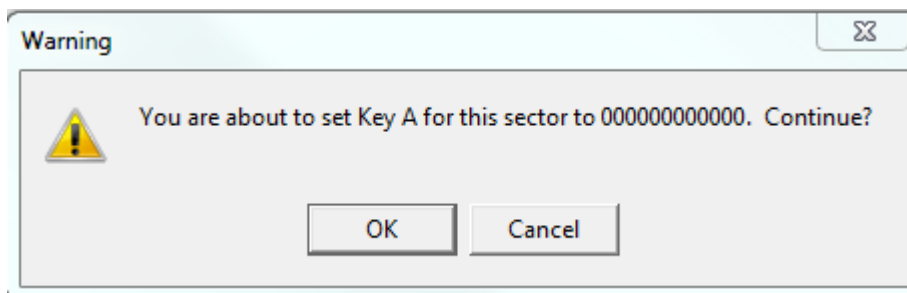 Warning
You are about to set Key A for this sector to 000000000000.  Continue?
OK
Cancel